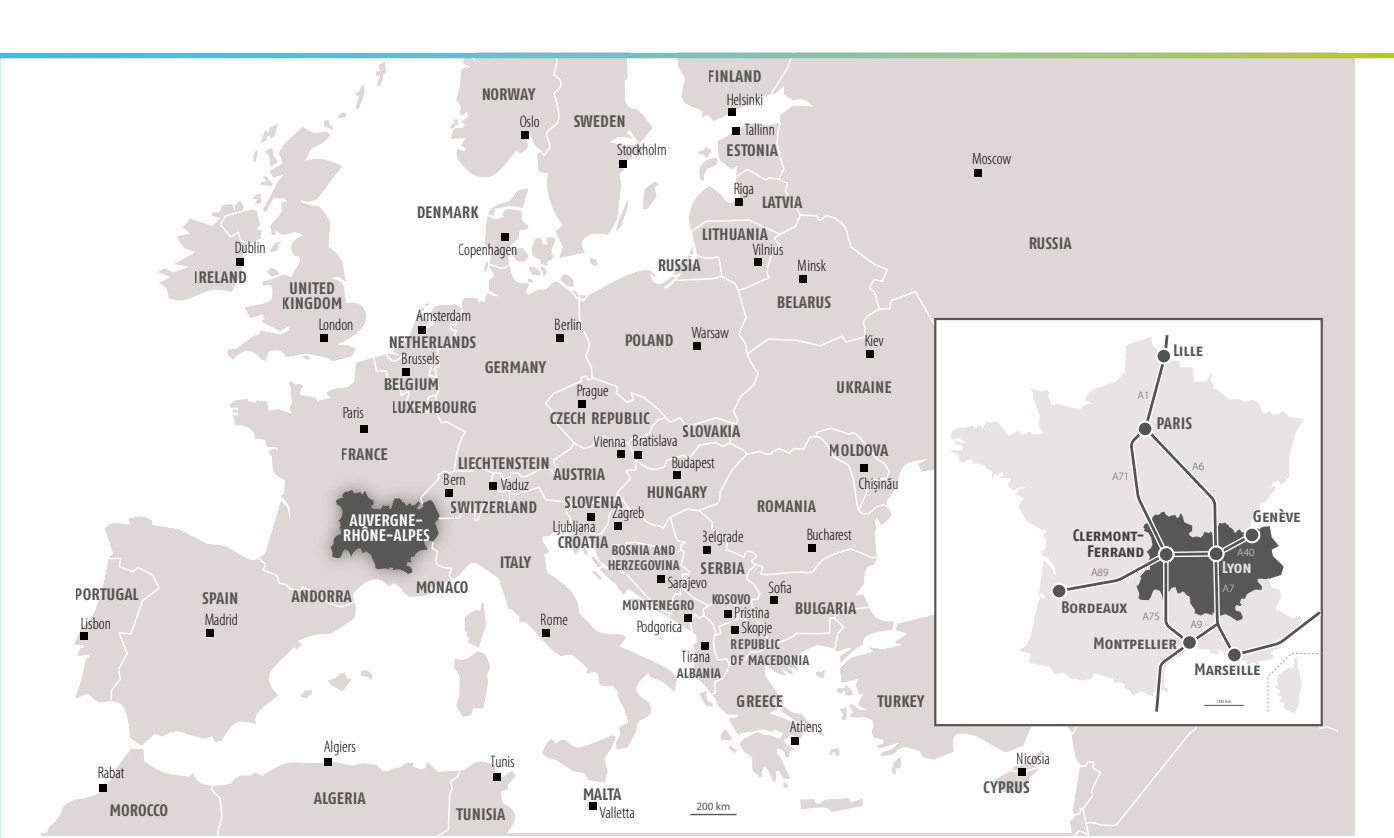 FINLAND
Helsinki
NORWAY
Oslo
SWEDEN
Stockholm
Tallinn
ESTONIA
Moscow
Riga
LATVIA
DENMARK
Copenhagen
LITHUANIA
Vilnius
RUSSIA
RUSSIA
Minsk
BELARUS
Dublin
IRELAND
UNITED
KINGDOM
London
Amsterdam
NETHERLANDS
Brussels
BELGIUM
LUXEMBOURG
Berlin
GERMANY
POLAND
Warsaw
Kiev
UKRAINE
Paris
FRANCE
Prague
CZECH REPUBLIC
SLOVAKIA
Vienna
Bratislava
LIECHTENSTEIN
Vaduz
AUSTRIA
Budapest
HUNGARY
MOLDOVA
Chișinău
Bern
SWITZERLAND
SLOVENIA
Ljubljana
Zagreb
CROATIA
ROMANIA
Bucharest
AUVERGNE-
RHÔNE-ALPES
ITALY
BOSNIA AND
HERZEGOVINA
Sarajevo
Belgrade
SERBIA
MONACO
ANDORRA
PORTUGAL
Lisbon
SPAIN
Madrid
Rome
MONTENEGRO
Podgorica
KOSOVO
Pristina
Sofia
BULGARIA
Skopje
REPUBLIC
OF MACEDONIA
Tirana
ALBANIA
GREECE
Athens
TURKEY
Nicosia
CYPRUS
Rabat
MOROCCO
Algiers
ALGERIA
Tunis
TUNISIA
MALTA
Valletta
200 km
LILLE
A1
PARIS
A71
A6
GENÈVE
CLERMONT-
FERRAND
A40
LYON
A89
A7
BORDEAUX
A75
A9
MONTPELLIER
MARSEILLE
100 km